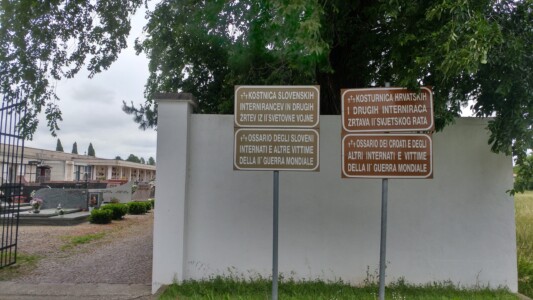 KOSTNICA SLOVENSKIH
INTERNIRANCEV IN DRUGIH
ŽRTEV IZ II SVETOVNE VOJNE
OSSARIO DEGLI SLOVENI
INTERNATI E ALTRE VITTIME
DELLA II° GUERRA MONDIALE
KOSTURNICA HRVATSKIH
I DRUGIH INTERNIRACA
ŽRTAVA II SVJETSKOG RATA
OSSARIO DEI CROATI E DEGLI
ALTRI INTERNATI E VITTIME
DELLA II° GUERRA MONDIALE